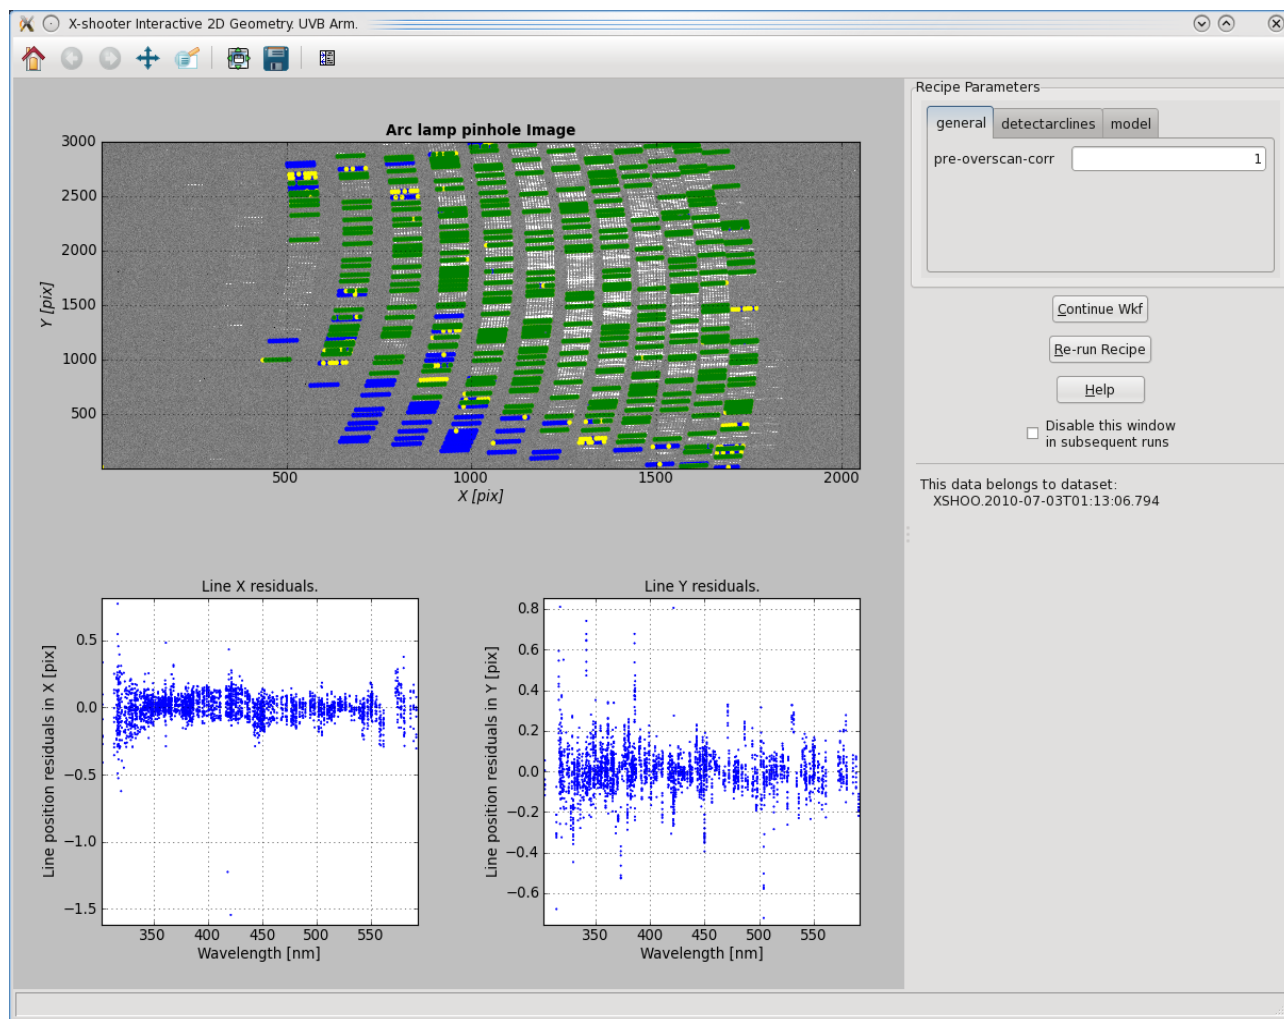 X-shooter Interactive 2D Geometry. UVB Arm.
Arc lamp pinhole Image
3000
2500
2000
1500
1000
500
Y [pix]
500
1000
1500
2000
X [pix]
Line X residuals.
0.5
0.0
−0.5
−1.0
−1.5
Line position residuals in X [pix]
350
400
450
500
550
Wavelength [nm]
Line Y residuals.
0.8
0.6
0.4
0.2
0.0
−0.2
−0.4
−0.6
Line position residuals in Y [pix]
350
400
450
500
550
Wavelength [nm]
Recipe Parameters
general
detectarclines
model
pre-overscan-corr
1
Continue Wkf
Re-run Recipe
Help
Disable this window
in subsequent runs
This data belongs to dataset:
XSHOO.2010-07-03T01:13:06.794